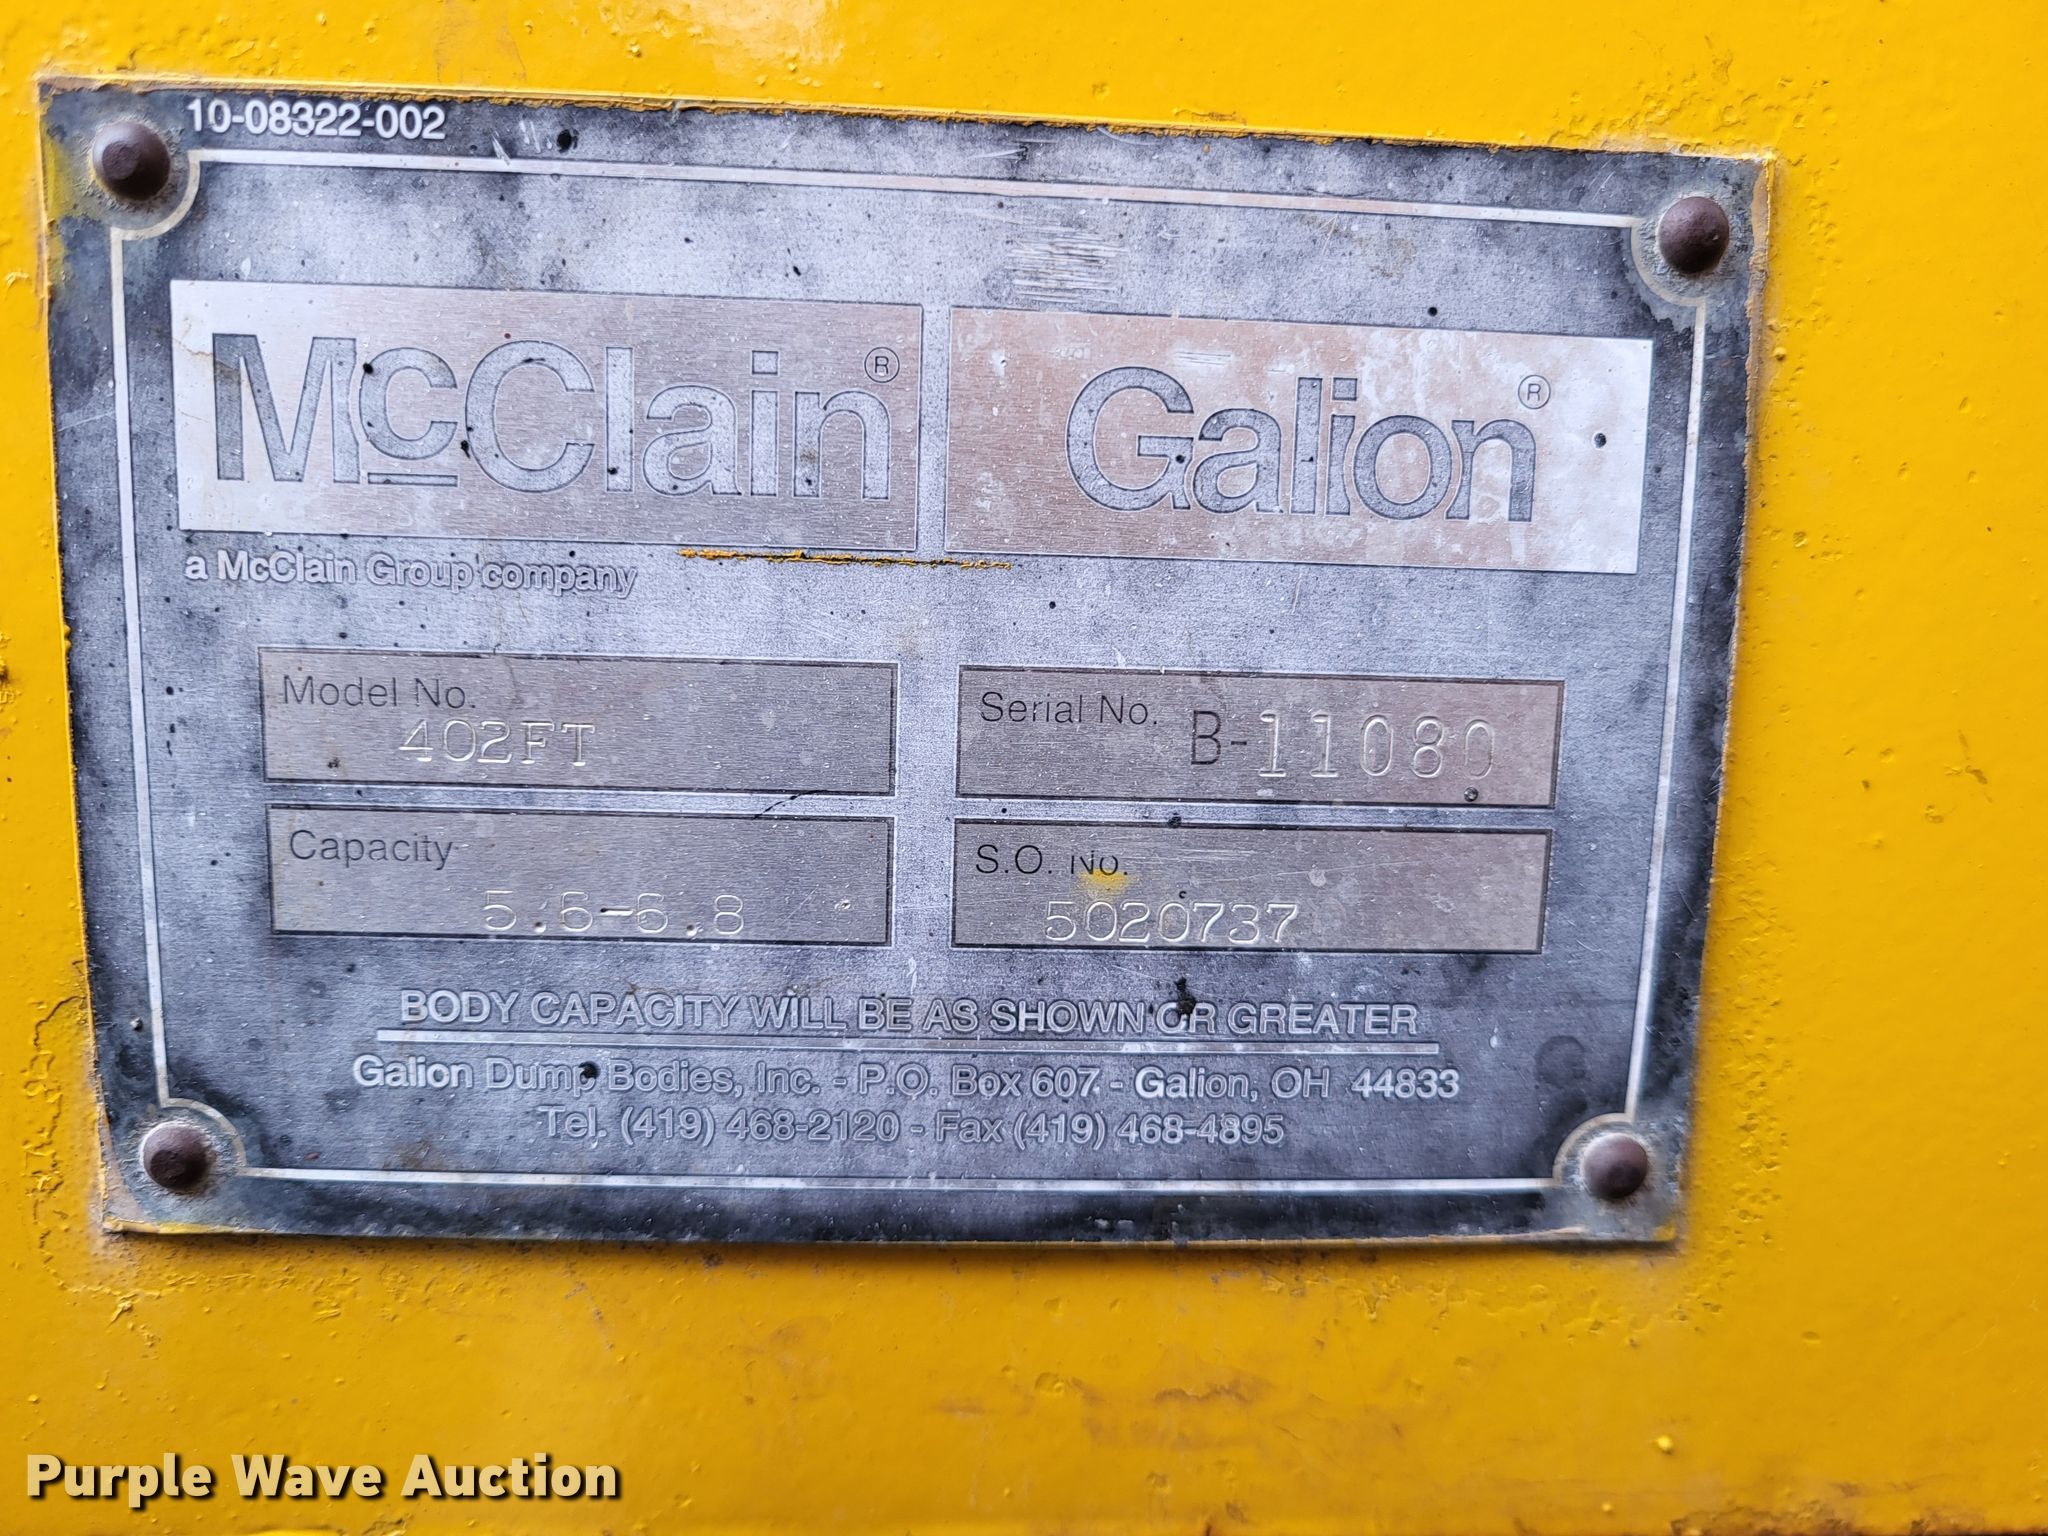 10-08322-002
McClain® Galion®
a McClain Group company
Model No. 402FT
Serial No. B-11080
Capacity 5.6-6.8
S.O. No. 5020737
BODY CAPACITY WILL BE AS SHOWN OR GREATER
Galion Dump Bodies, Inc. - P.O. Box 607 - Galion, OH 44833
Tel. (419) 468-2120 - Fax (419) 468-4895
Purple Wave Auction